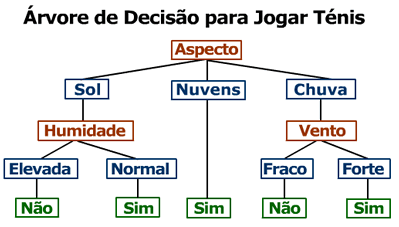 Árvore de Decisão para Jogar Ténis
Aspecto
Sol Nuvens Chuva
Humidade Vento
Elevada Normal Fraco Forte
Não Sim Sim Não Sim